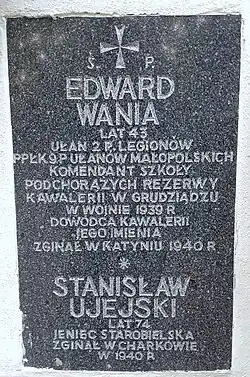 Ś. P.
EDWARD
WANIA
LAT 43
UŁAN 2 P. LEGIONÓW
PPŁK 9 P. UŁANÓW MAŁOPOLSKICH
KOMENDANT SZKOŁY
PODCHORĄŻYCH REZERWY
KAWALERII W GRUDZIĄDZU
W WOJNIE 1939 R
DOWÓDCA KAWALERII
JEGO IMIENIA
ZGINĄŁ W KATYNIU 1940 R
*
STANISŁAW
UJEJSKI
LAT 74
JENIEC STAROBIELSKA
ZGINĄŁ W CHARKOWIE
W 1940 R